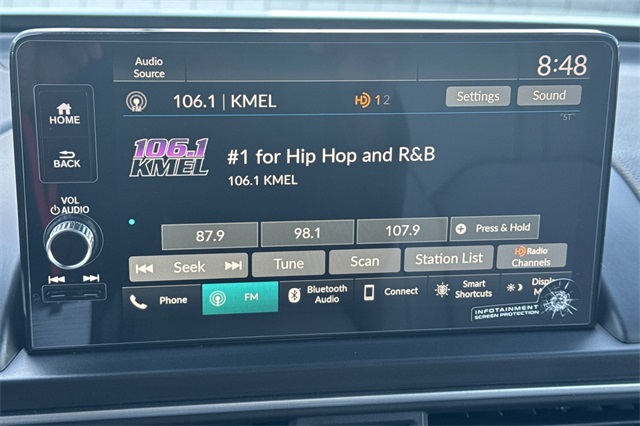 Audio
Source
8:48
HOME
BACK
VOL
AUDIO
FM
106.1 | KMEL
HD 1 2
Settings
Sound
"ST"
106.1
KMEL
#1 for Hip Hop and R&B
106.1 KMEL
87.9
98.1
107.9
Press & Hold
Seek
Tune
Scan
Station List
HD Radio
Channels
Phone
FM
Bluetooth
Audio
Connect
Smart
Shortcuts
Display
INFOTAINMENT
SCREEN PROTECTION